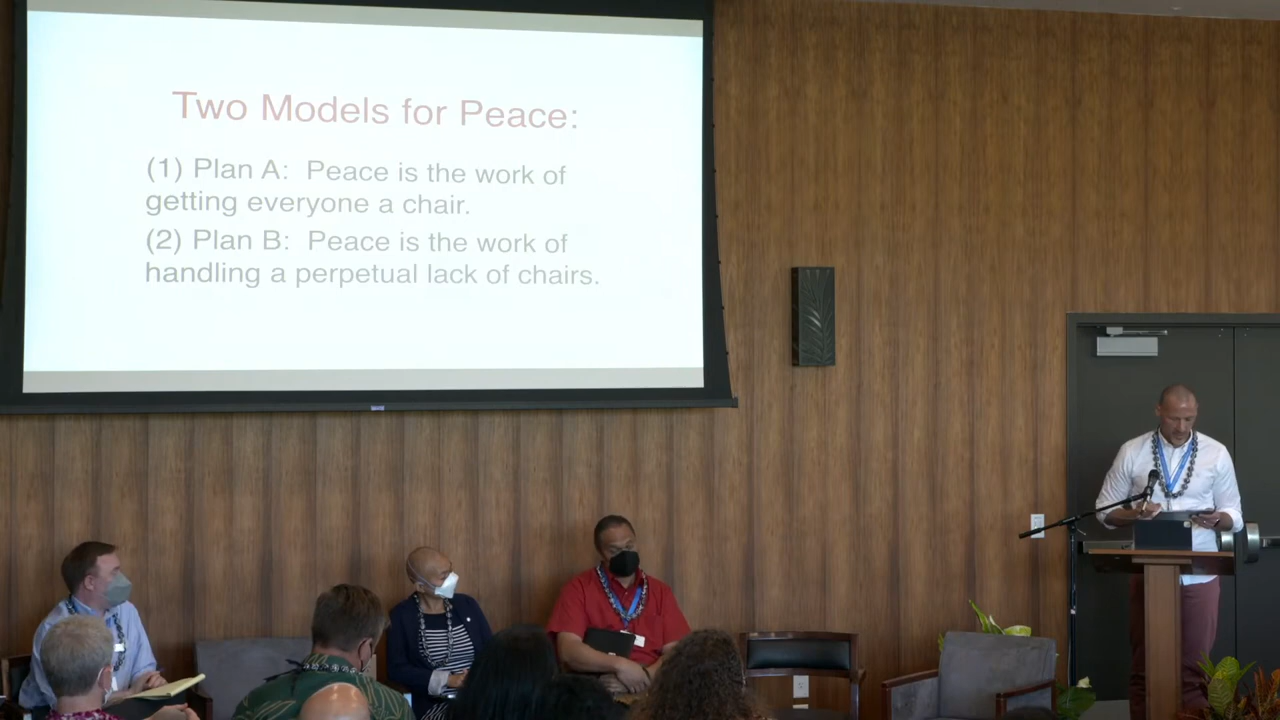 Two Models for Peace:
(1) Plan A:  Peace is the work of
getting everyone a chair.
(2) Plan B:  Peace is the work of
handling a perpetual lack of chairs.